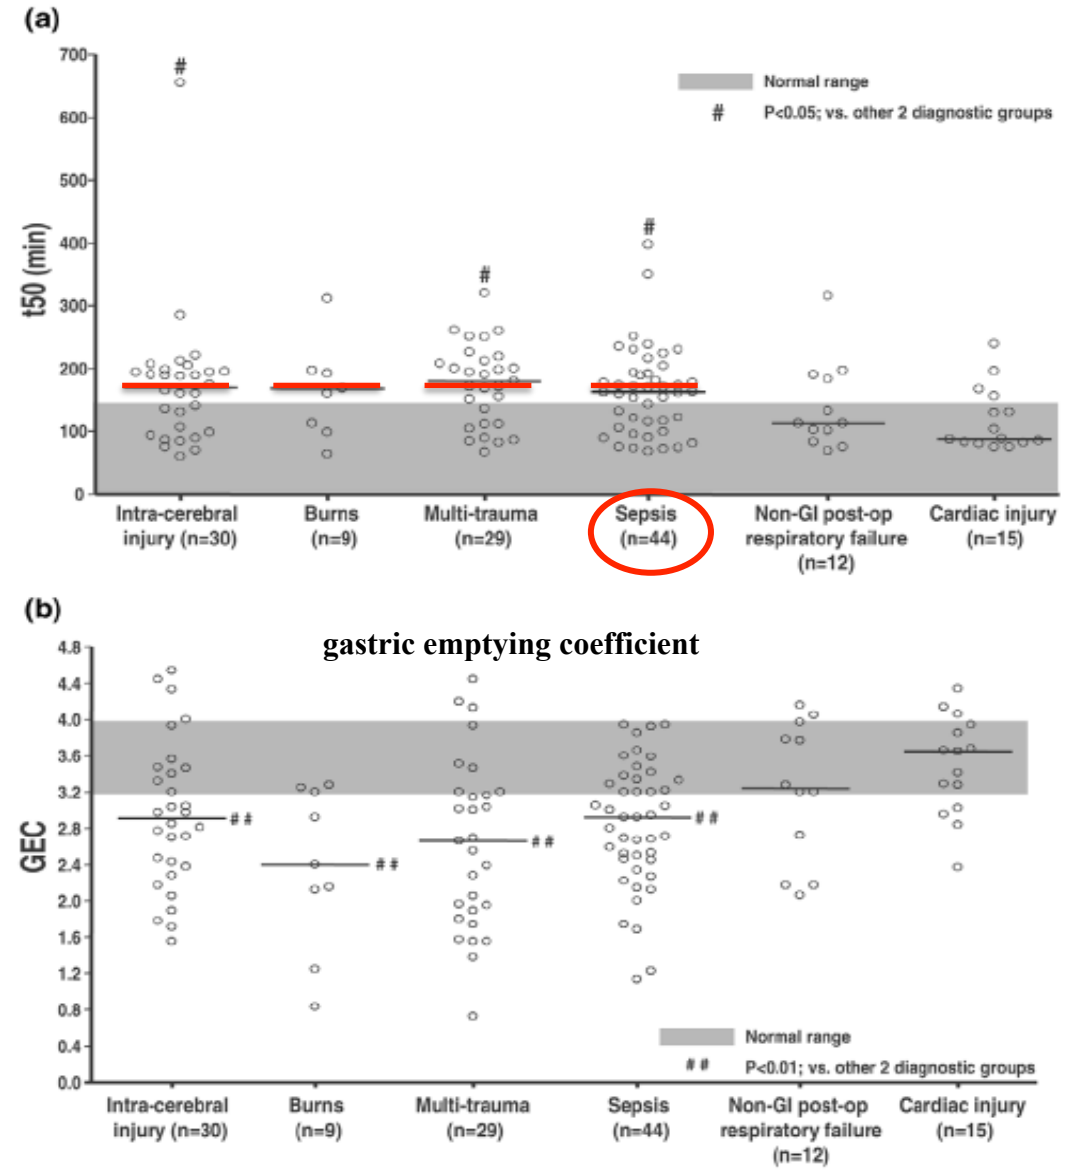 (a)
700
#
Normal range
# P<0.05; vs. other 2 diagnostic groups
600
500
400
#
#
300
200
100
0
t50 (min)
Intra-cerebral injury (n=30)
Burns (n=9)
Multi-trauma (n=29)
Sepsis (n=44)
Non-GI post-op respiratory failure (n=12)
Cardiac injury (n=15)
(b)
gastric emptying coefficient
4.8
4.4
4.0
3.6
3.2
2.8
2.4
2.0
1.6
1.2
0.8
0.4
0.0
GEC
# #
# #
# #
# #
Normal range
# # P<0.01; vs. other 2 diagnostic groups
Intra-cerebral injury (n=30)
Burns (n=9)
Multi-trauma (n=29)
Sepsis (n=44)
Non-GI post-op respiratory failure (n=12)
Cardiac injury (n=15)